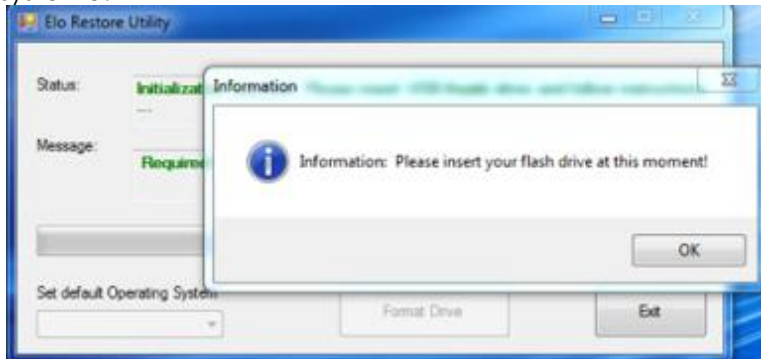 Elo Restore Utility
Status:
Initializat
---
Message:
Require
Information
Information: Please insert your flash drive at this moment!
OK
Set default Operating System
Format Drive
Exit